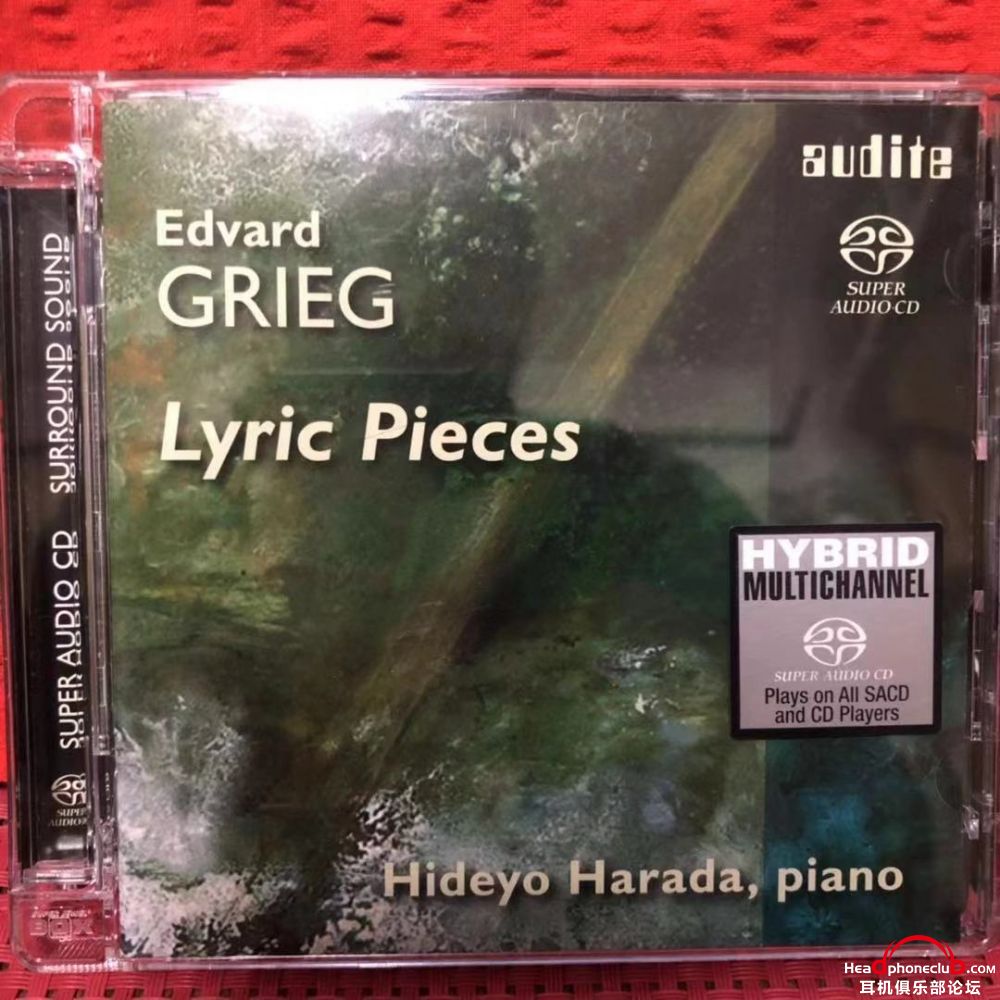 audite
Edvard
GRIEG
SUPER
AUDIO·CD
Lyric Pieces
HYBRID
MULTICHANNEL
SUPER AUDIO CD
Plays on All SACD
and CD Players
Hideyo Harada, piano
SUPER AUDIO CD SURROUND SOUND
SUPER
Headphoneclub.com
耳机俱乐部论坛